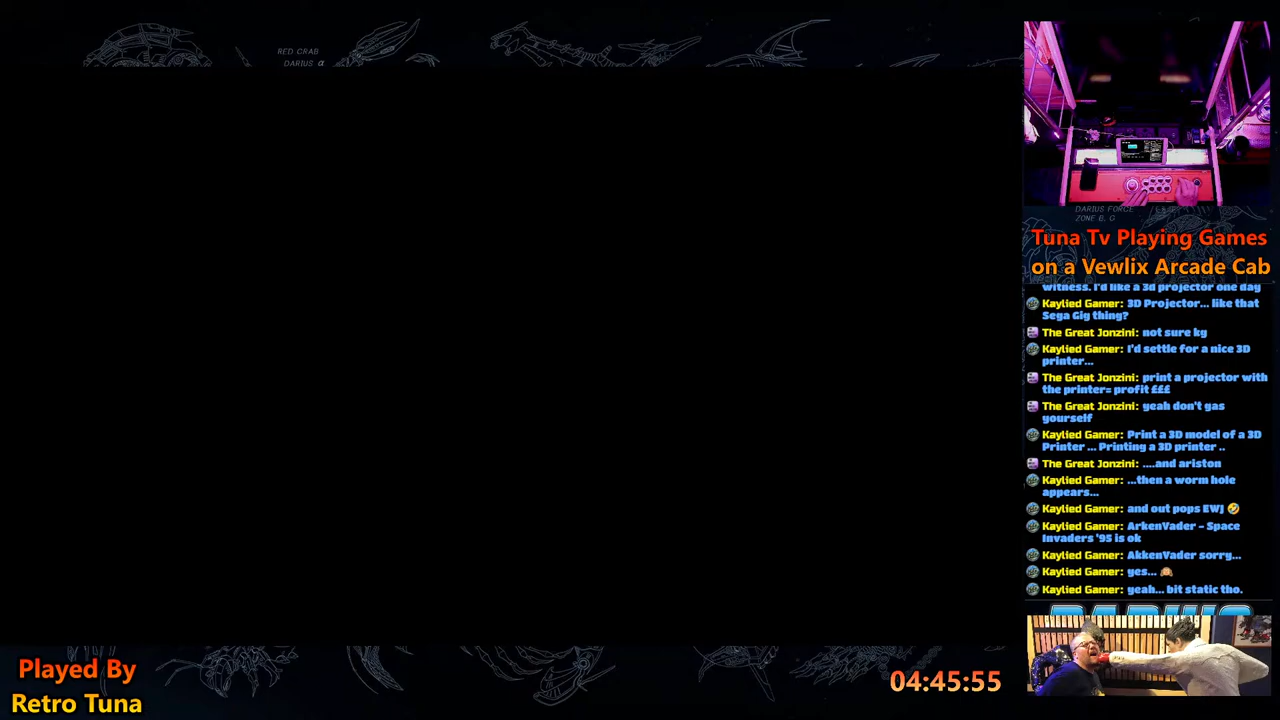 RED CRAB
DARIUS α
DARIUS FORCE
ZONE B, G
Tuna Tv Playing Games
on a Vewlix Arcade Cab
witness. I'd like a 3d projector one day
Kaylied Gamer: 3D Projector... like that
Sega Gig thing?
The Great Jonzini: not sure kg
Kaylied Gamer: I'd settle for a nice 3D
printer...
The Great Jonzini: print a projector with
the printer= profit £££
The Great Jonzini: yeah don't gas
yourself
Kaylied Gamer: Print a 3D model of a 3D
Printer ... Printing a 3D printer ..
The Great Jonzini: ....and ariston
Kaylied Gamer: ...then a worm hole
appears...
Kaylied Gamer: and out pops EWJ 🤣
Kaylied Gamer: ArkenVader - Space
Invaders '95 is ok
Kaylied Gamer: AkkenVader sorry...
Kaylied Gamer: yes... 🙈
Kaylied Gamer: yeah... bit static tho.
Played By
Retro Tuna
04:45:55